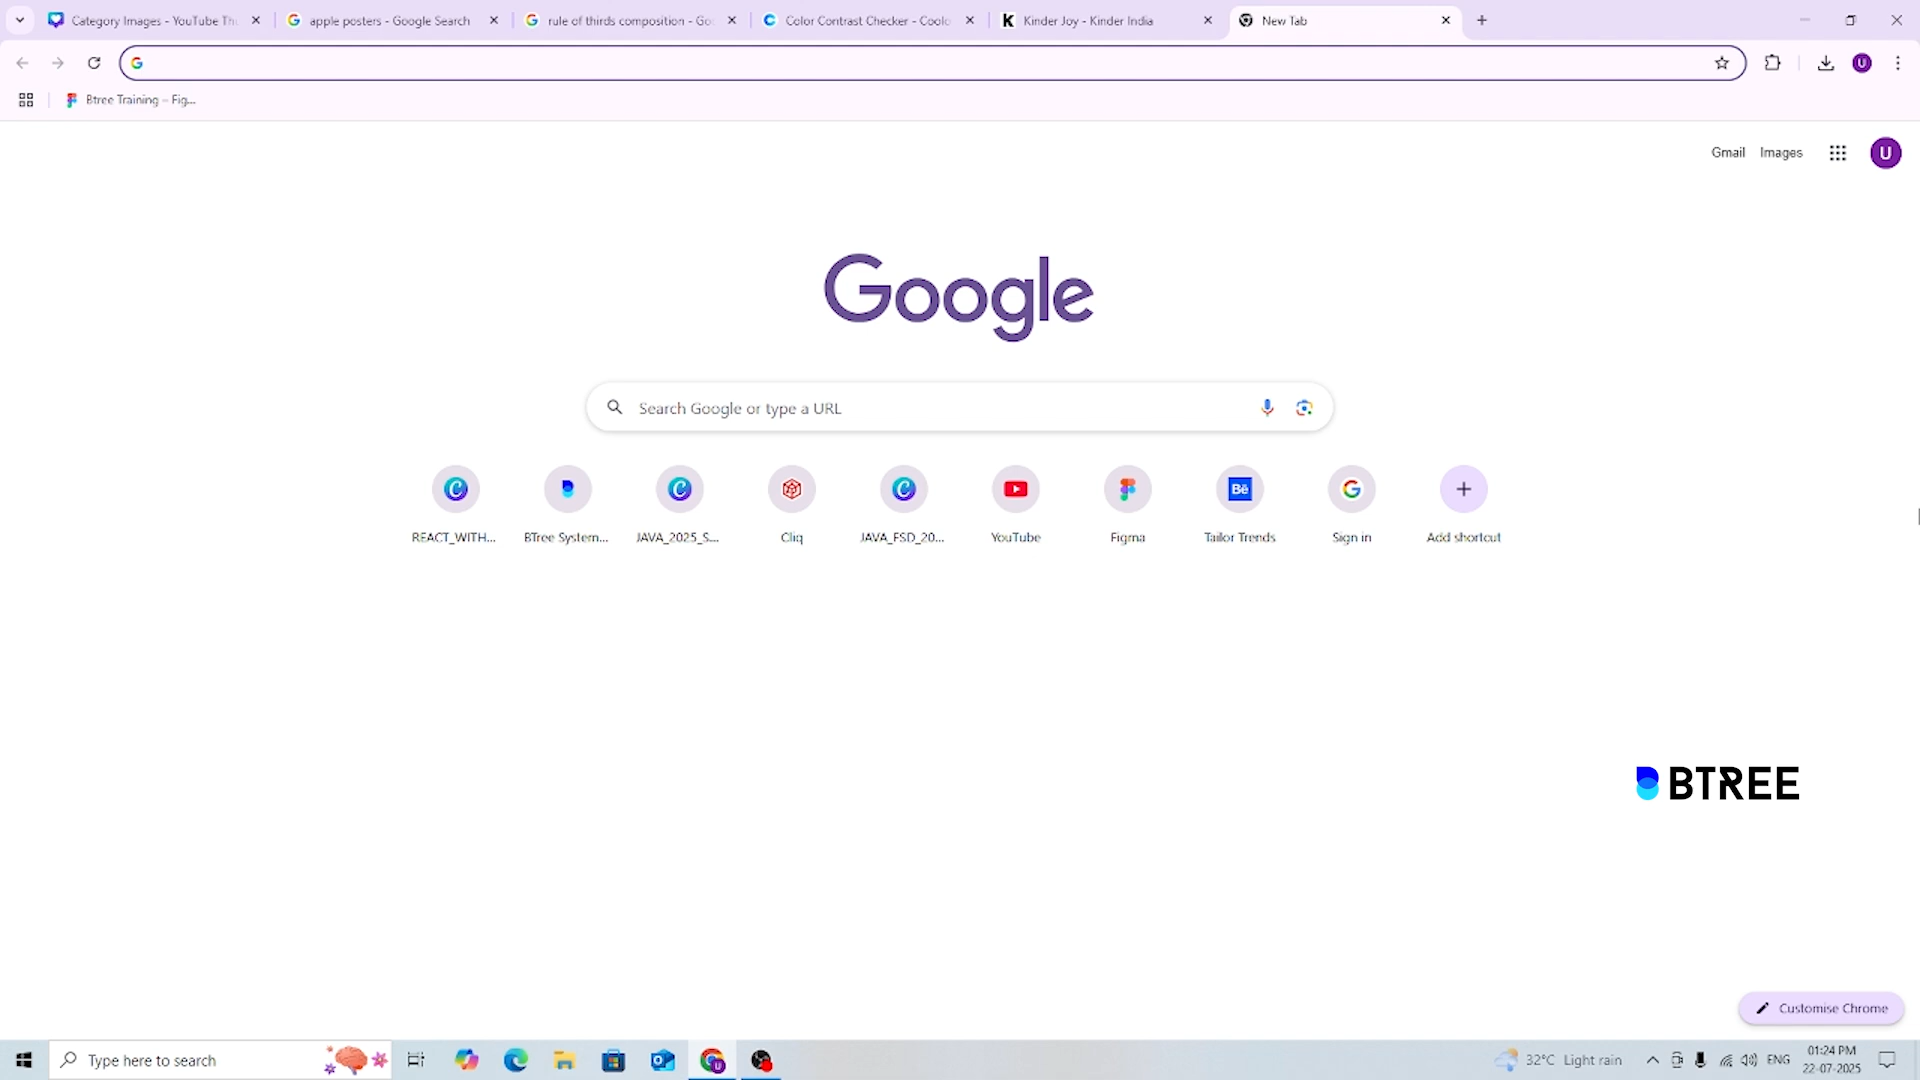 Category Images - YouTube Th
apple posters - Google Search
rule of thirds composition - Goo
Color Contrast Checker - Coolo
Kinder Joy - Kinder India
New Tab
U
Btree Training – Fig...
Gmail
Images
U
Google
Search Google or type a URL
REACT_WITH...
BTree System...
JAVA_2025_S...
Cliq
JAVA_FSD_20...
YouTube
Bē
Figma
Tailor Trends
Sign in
Add shortcut
BTREE
Customise Chrome
Type here to search
32°C Light rain
ENG
01:24 PM
22-07-2025